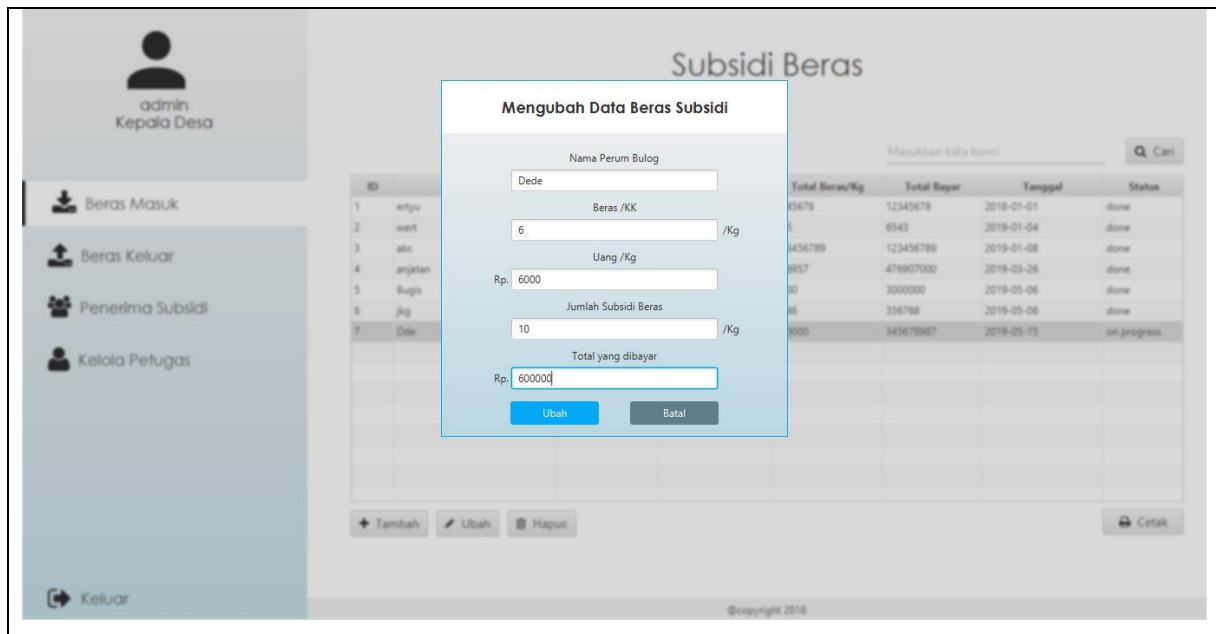 admin
Kepala Desa
Beras Masuk
Beras Keluar
Penerima Subsidi
Kelola Petugas
Keluar
Subsidi Beras
Masukkan kata kunci
Cari
Mengubah Data Beras Subsidi
Nama Perum Bulog
Dede
Beras /KK
6 /Kg
Uang /Kg
Rp. 6000
Jumlah Subsidi Beras
10 /Kg
Total yang dibayar
Rp. 600000
Ubah Batal
ID Total Beras/Kg Total Bayar Tanggal Status
1 ertyu 45678 12345678 2018-01-01 done
2 wert 6543 2019-01-04 done
3 abc 3456789 123456789 2019-01-08 done
4 anjatan 8957 476907000 2019-03-26 done
5 Bugis 3000000 2019-05-06 done
6 jkg 356768 2019-05-06 done
7 Dde 0000 345678987 2019-05-15 on progress
Tambah Ubah Hapus Cetak
@copyright 2018